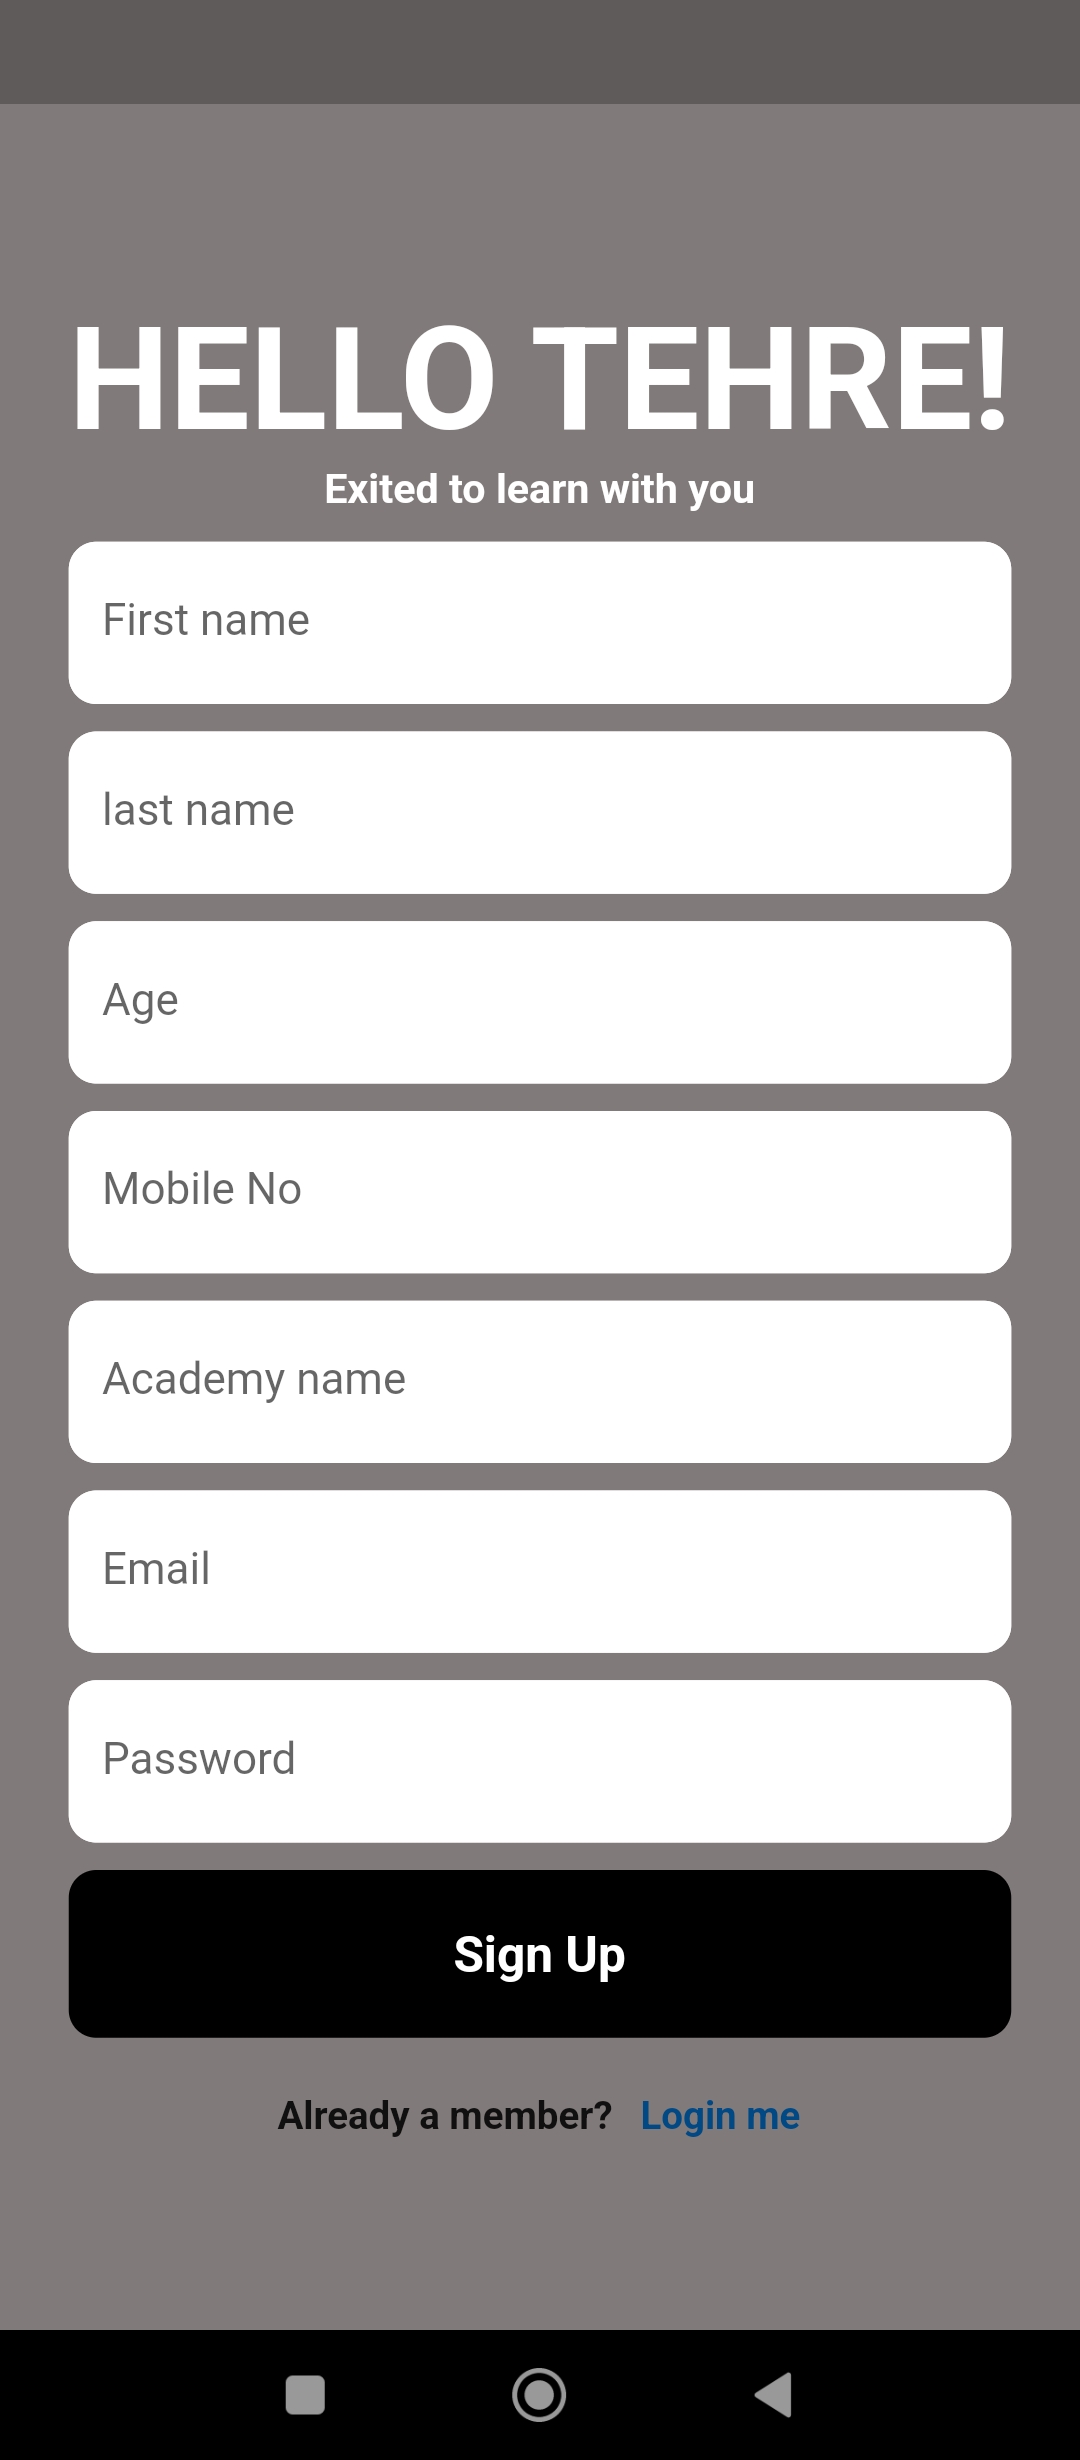 HELLO TEHRE!
Exited to learn with you
First name
last name
Age
Mobile No
Academy name
Email
Password
Sign Up
Already a member? Login me